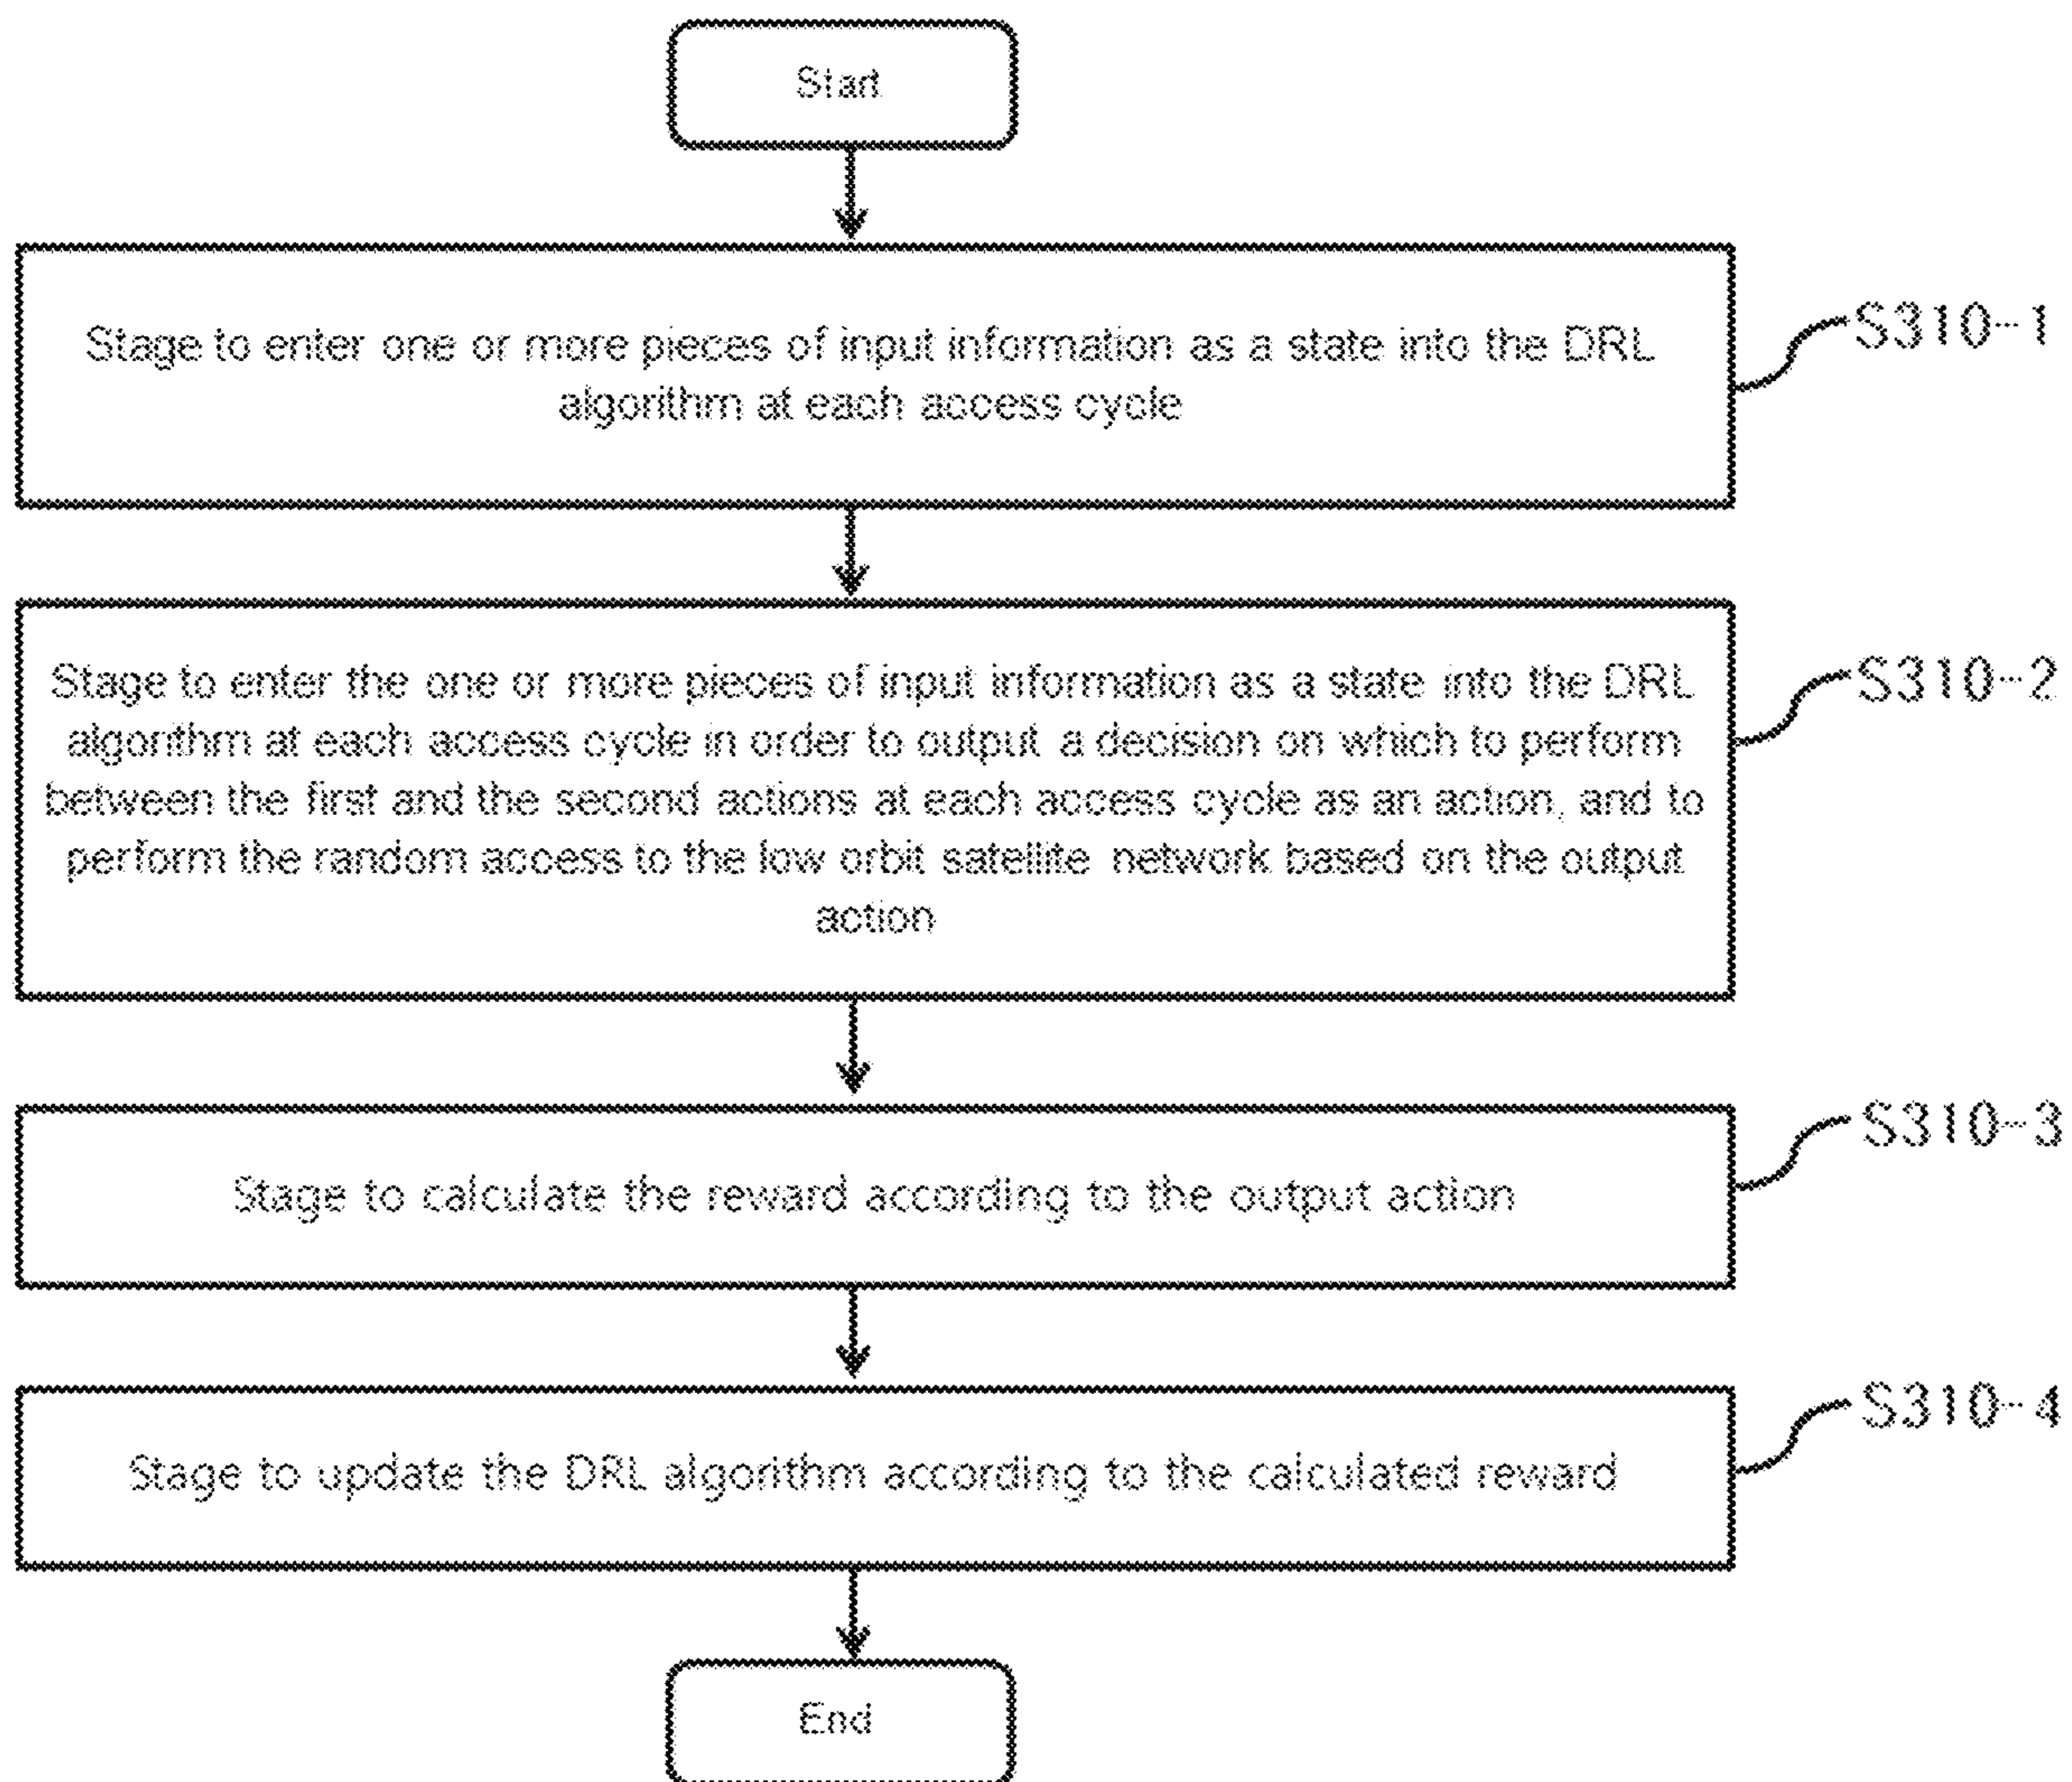 Start
Stage to enter one or more pieces of input information as a state into the DRL
algorithm at each access cycle
S310-1
Stage to enter the one or more pieces of input information as a state into the DRL
algorithm at each access cycle in order to output a decision on which to perform
between the first and the second actions at each access cycle as an action, and to
perform the random access to the low orbit satellite network based on the output
action
S310-2
Stage to calculate the reward according to the output action
S310-3
Stage to update the DRL algorithm according to the calculated reward
S310-4
End